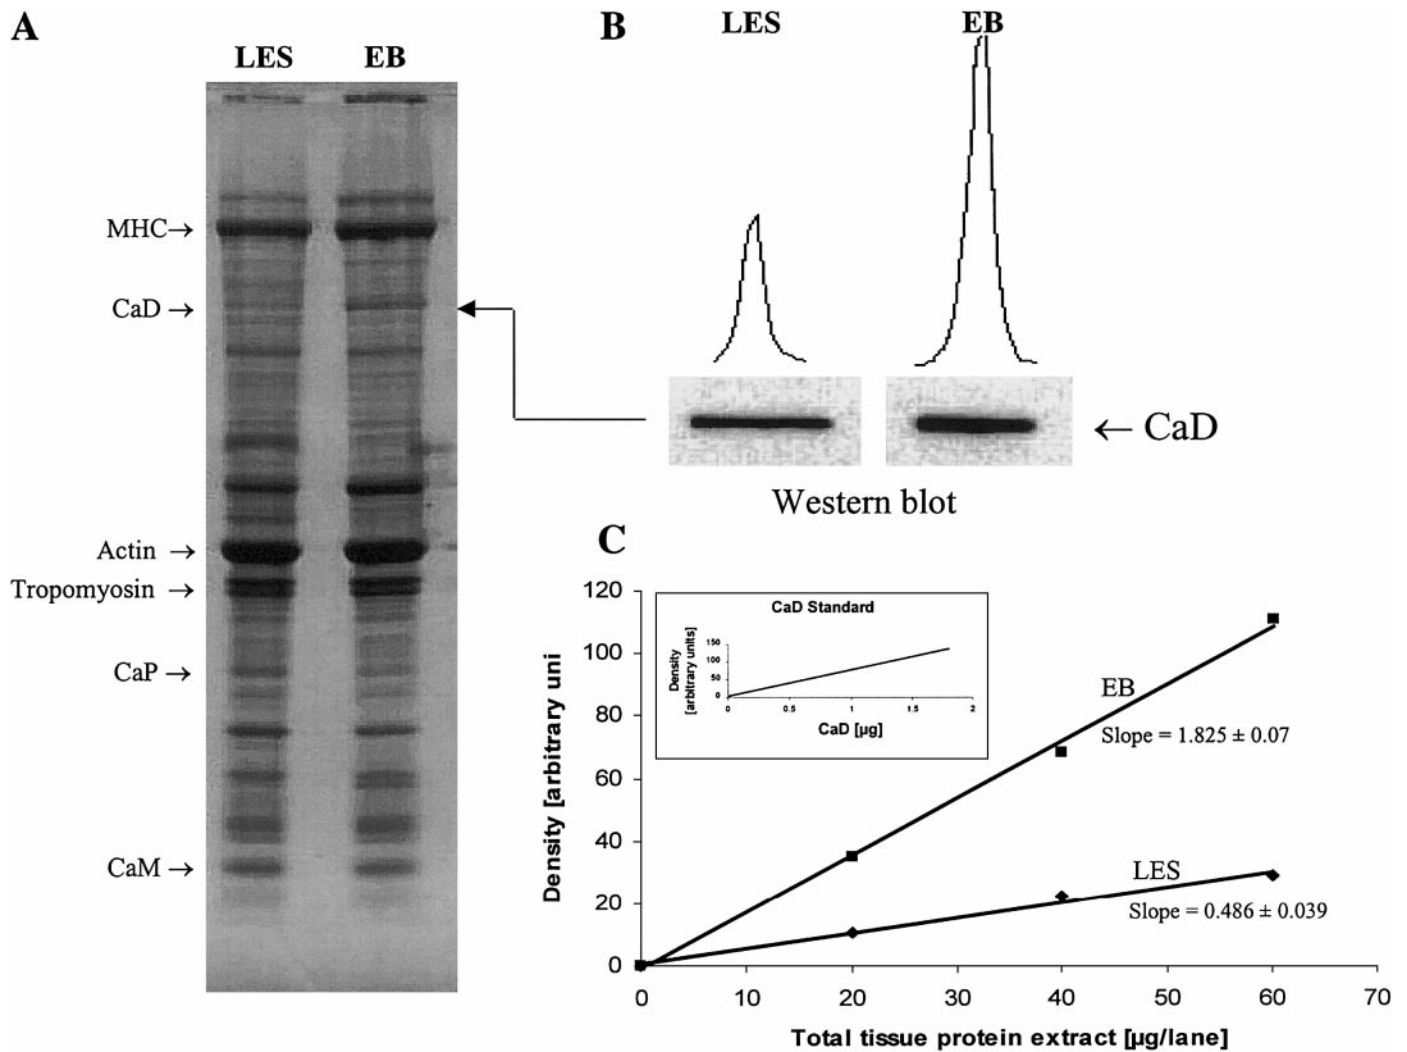 A
LES EB
MHC→
CaD →
Actin →
Tropomyosin →
CaP →
CaM →
B
LES EB
← CaD
Western blot
C
Density [arbitrary uni
120
100
80
60
40
20
0
0 10 20 30 40 50 60 70
Total tissue protein extract [µg/lane]
CaD Standard
Density
[arbitrary units]
150
100
50
0
0 0.5 1 1.5 2
CaD [µg]
EB
Slope = 1.825 ± 0.07
LES
Slope = 0.486 ± 0.039